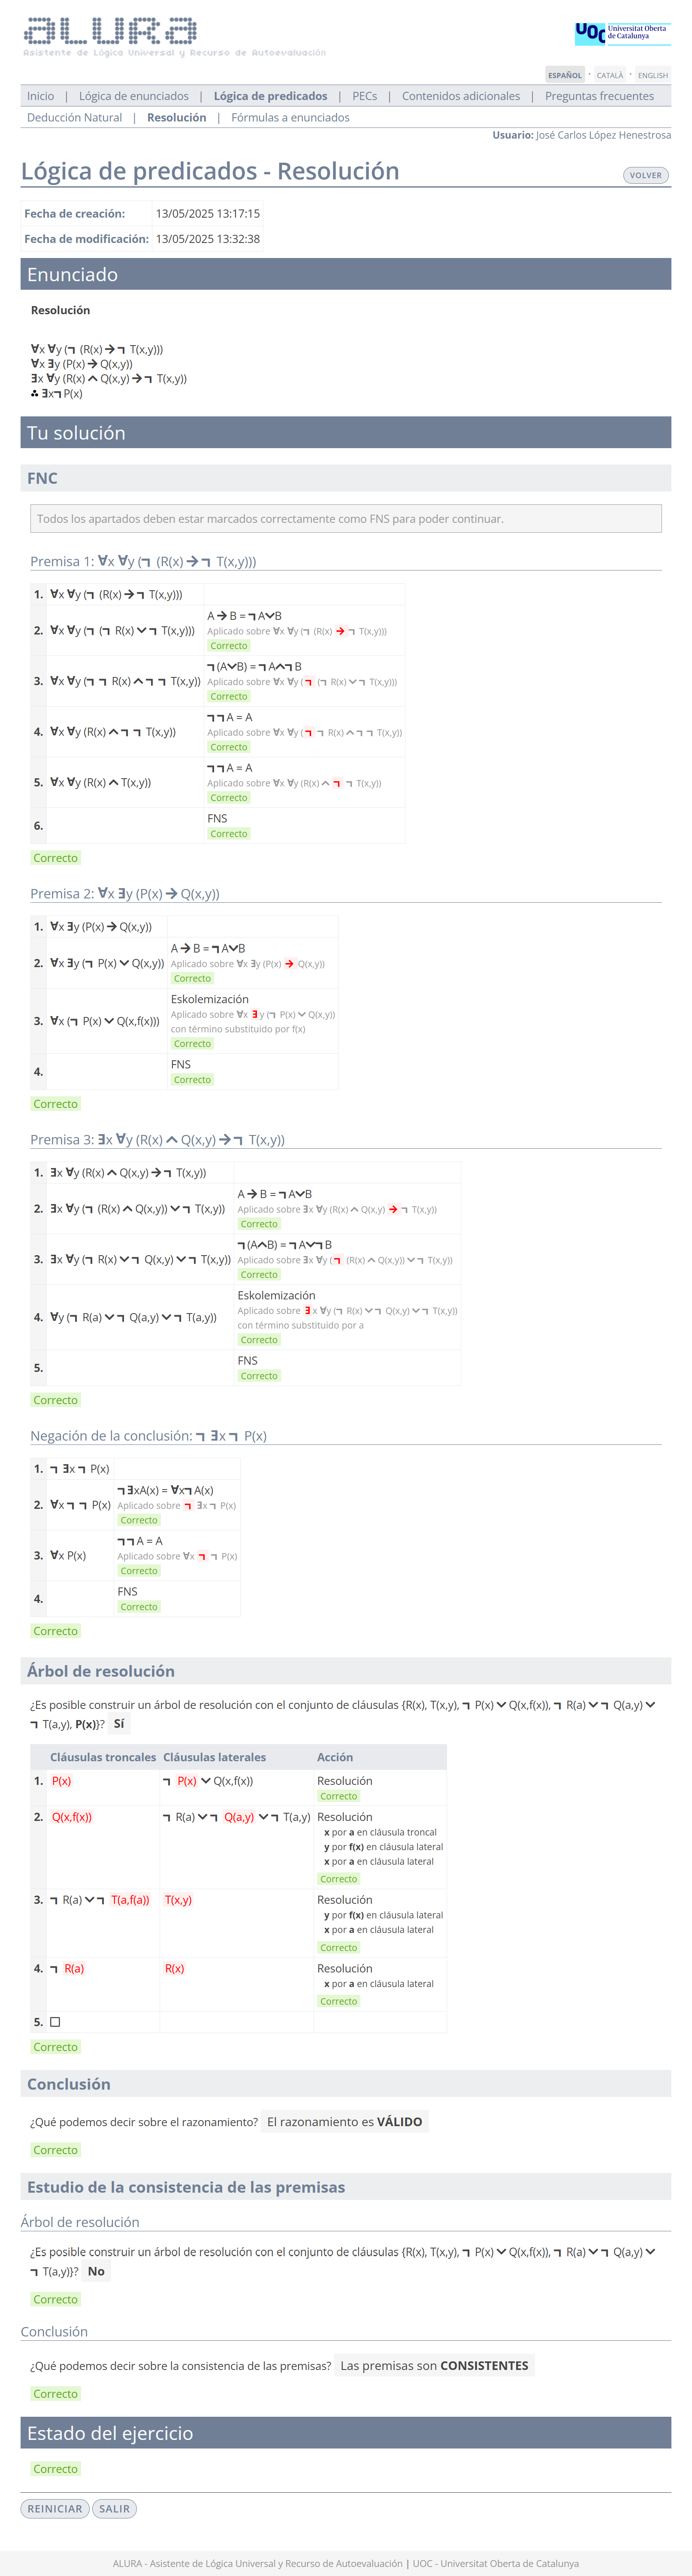 aLURa
Asistente de Lógica Universal y Recurso de Autoevaluación
UOC Universitat Oberta
de Catalunya
ESPAÑOL · CATALÀ · ENGLISH
Inicio | Lógica de enunciados | Lógica de predicados | PECs | Contenidos adicionales | Preguntas frecuentes
Deducción Natural | Resolución | Fórmulas a enunciados
Usuario: José Carlos López Henestrosa
Lógica de predicados - Resolución
VOLVER
Fecha de creación: 13/05/2025 13:17:15
Fecha de modificación: 13/05/2025 13:32:38
Enunciado
Resolución
∀x ∀y (¬ (R(x) → ¬ T(x,y)))
∀x ∃y (P(x) → Q(x,y))
∃x ∀y (R(x) ∧ Q(x,y) → ¬ T(x,y))
∴ ∃x¬P(x)
Tu solución
FNC
Todos los apartados deben estar marcados correctamente como FNS para poder continuar.
Premisa 1: ∀x ∀y (¬ (R(x) → ¬ T(x,y)))
1. ∀x ∀y (¬ (R(x) → ¬ T(x,y)))
2. ∀x ∀y (¬ (¬ R(x) ∨ ¬ T(x,y))) A → B = ¬A∨B
Aplicado sobre ∀x ∀y (¬ (R(x) → ¬ T(x,y)))
Correcto
3. ∀x ∀y (¬ ¬ R(x) ∧ ¬ ¬ T(x,y)) ¬(A∨B) = ¬A∧¬B
Aplicado sobre ∀x ∀y (¬ (¬ R(x) ∨ ¬ T(x,y)))
Correcto
4. ∀x ∀y (R(x) ∧ ¬ ¬ T(x,y)) ¬¬A = A
Aplicado sobre ∀x ∀y (¬ ¬ R(x) ∧ ¬ ¬ T(x,y))
Correcto
5. ∀x ∀y (R(x) ∧ T(x,y)) ¬¬A = A
Aplicado sobre ∀x ∀y (R(x) ∧ ¬ ¬ T(x,y))
Correcto
6. FNS
Correcto
Correcto
Premisa 2: ∀x ∃y (P(x) → Q(x,y))
1. ∀x ∃y (P(x) → Q(x,y))
2. ∀x ∃y (¬ P(x) ∨ Q(x,y)) A → B = ¬A∨B
Aplicado sobre ∀x ∃y (P(x) → Q(x,y))
Correcto
3. ∀x (¬ P(x) ∨ Q(x,f(x))) Eskolemización
Aplicado sobre ∀x ∃ y (¬ P(x) ∨ Q(x,y))
con término substituido por f(x)
Correcto
4. FNS
Correcto
Correcto
Premisa 3: ∃x ∀y (R(x) ∧ Q(x,y) → ¬ T(x,y))
1. ∃x ∀y (R(x) ∧ Q(x,y) → ¬ T(x,y))
2. ∃x ∀y (¬ (R(x) ∧ Q(x,y)) ∨ ¬ T(x,y)) A → B = ¬A∨B
Aplicado sobre ∃x ∀y (R(x) ∧ Q(x,y) → ¬ T(x,y))
Correcto
3. ∃x ∀y (¬ R(x) ∨ ¬ Q(x,y) ∨ ¬ T(x,y)) ¬(A∧B) = ¬A∨¬B
Aplicado sobre ∃x ∀y (¬ (R(x) ∧ Q(x,y)) ∨ ¬ T(x,y))
Correcto
4. ∀y (¬ R(a) ∨ ¬ Q(a,y) ∨ ¬ T(a,y)) Eskolemización
Aplicado sobre ∃ x ∀y (¬ R(x) ∨ ¬ Q(x,y) ∨ ¬ T(x,y))
con término substituido por a
Correcto
5. FNS
Correcto
Correcto
Negación de la conclusión: ¬ ∃x ¬ P(x)
1. ¬ ∃x ¬ P(x)
2. ∀x ¬ ¬ P(x) ¬∃xA(x) = ∀x¬A(x)
Aplicado sobre ¬ ∃x ¬ P(x)
Correcto
3. ∀x P(x) ¬¬A = A
Aplicado sobre ∀x ¬ ¬ P(x)
Correcto
4. FNS
Correcto
Correcto
Árbol de resolución
¿Es posible construir un árbol de resolución con el conjunto de cláusulas {R(x), T(x,y), ¬ P(x) ∨ Q(x,f(x)), ¬ R(a) ∨ ¬ Q(a,y) ∨
¬ T(a,y), P(x)}? Sí
Cláusulas troncales Cláusulas laterales Acción
1. P(x) ¬ P(x) ∨ Q(x,f(x)) Resolución
Correcto
2. Q(x,f(x)) ¬ R(a) ∨ ¬ Q(a,y) ∨ ¬ T(a,y) Resolución
x por a en cláusula troncal
y por f(x) en cláusula lateral
x por a en cláusula lateral
Correcto
3. ¬ R(a) ∨ ¬ T(a,f(a)) T(x,y) Resolución
y por f(x) en cláusula lateral
x por a en cláusula lateral
Correcto
4. ¬ R(a) R(x) Resolución
x por a en cláusula lateral
Correcto
5. □
Correcto
Conclusión
¿Qué podemos decir sobre el razonamiento? El razonamiento es VÁLIDO
Correcto
Estudio de la consistencia de las premisas
Árbol de resolución
¿Es posible construir un árbol de resolución con el conjunto de cláusulas {R(x), T(x,y), ¬ P(x) ∨ Q(x,f(x)), ¬ R(a) ∨ ¬ Q(a,y) ∨
¬ T(a,y)}? No
Correcto
Conclusión
¿Qué podemos decir sobre la consistencia de las premisas? Las premisas son CONSISTENTES
Correcto
Estado del ejercicio
Correcto
REINICIAR SALIR
ALURA - Asistente de Lógica Universal y Recurso de Autoevaluación | UOC - Universitat Oberta de Catalunya